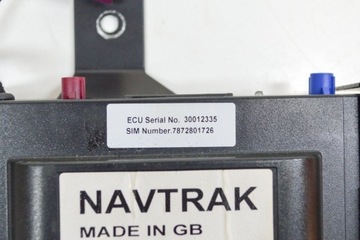 ECU Serial No. 30012335
SIM Number.7872801726
NAVTRAK
MADE IN GB